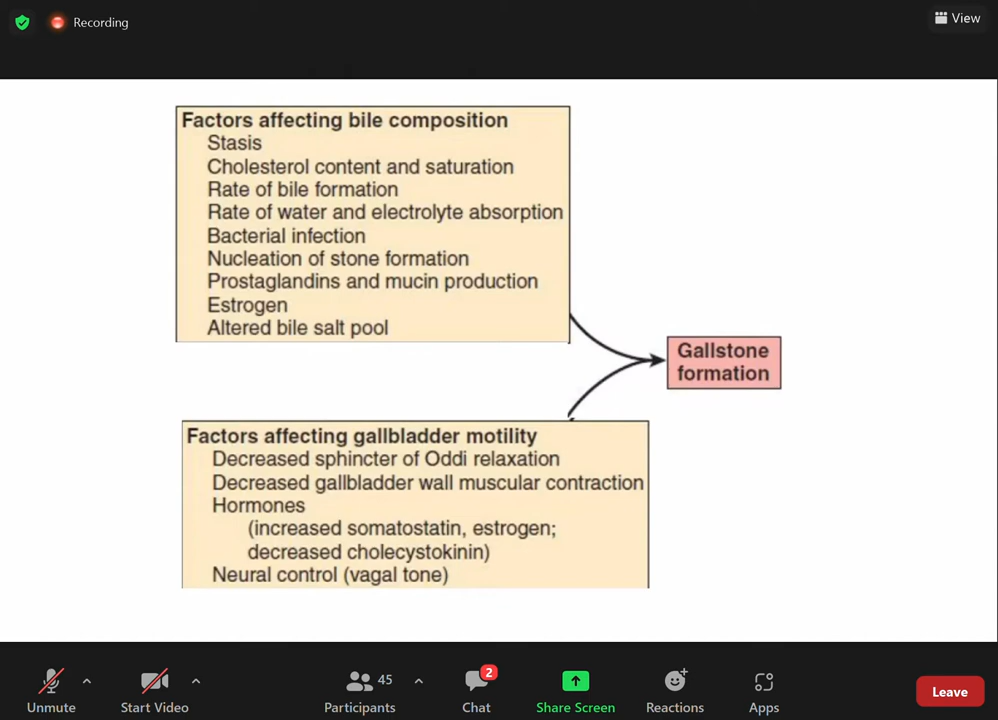 Recording
View
Factors affecting bile composition
Stasis
Cholesterol content and saturation
Rate of bile formation
Rate of water and electrolyte absorption
Bacterial infection
Nucleation of stone formation
Prostaglandins and mucin production
Estrogen
Altered bile salt pool
Gallstone
formation
Factors affecting gallbladder motility
Decreased sphincter of Oddi relaxation
Decreased gallbladder wall muscular contraction
Hormones
(increased somatostatin, estrogen;
decreased cholecystokinin)
Neural control (vagal tone)
45
2
Unmute
Start Video
Participants
Chat
Share Screen
Reactions
Apps
Leave